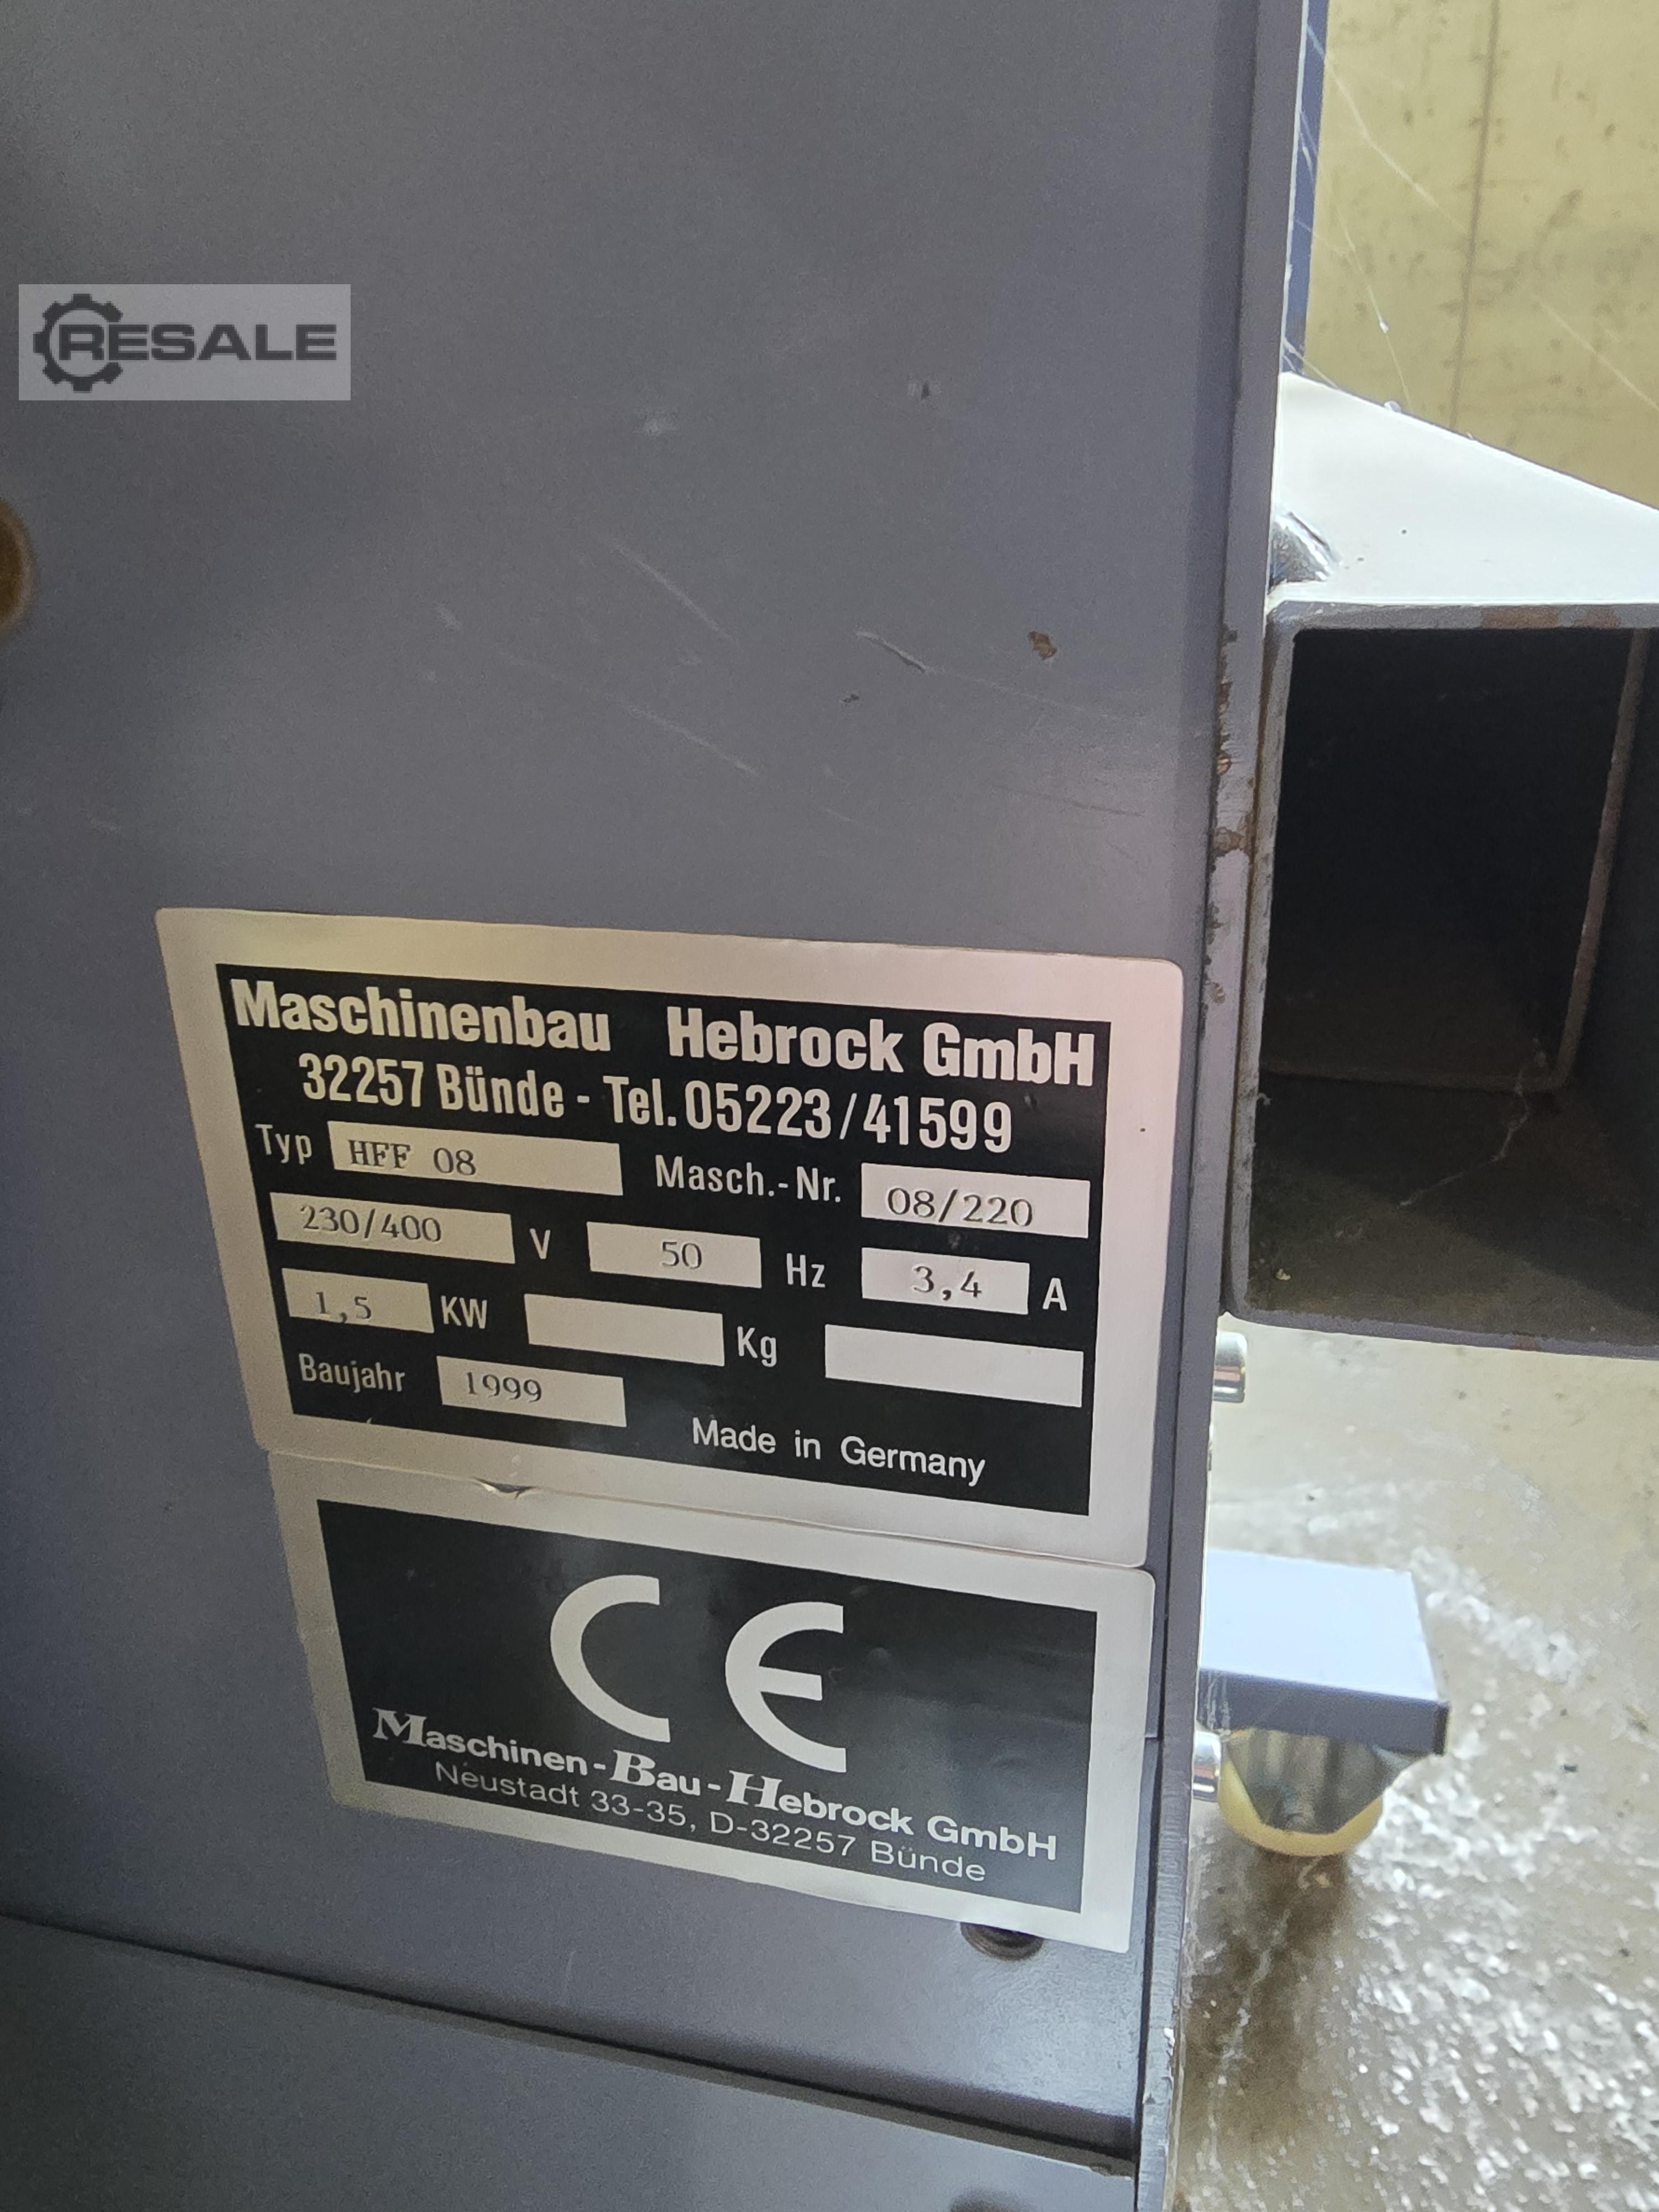 RESALE
Maschinenbau Hebrock GmbH
32257 Bünde - Tel. 05223/41599
Typ HFF 08 Masch.-Nr. 08/220
230/400 V 50 Hz 3,4 A
1,5 KW Kg
Baujahr 1999
Made in Germany
CE
Maschinen-Bau-Hebrock GmbH
Neustadt 33-35, D-32257 Bünde